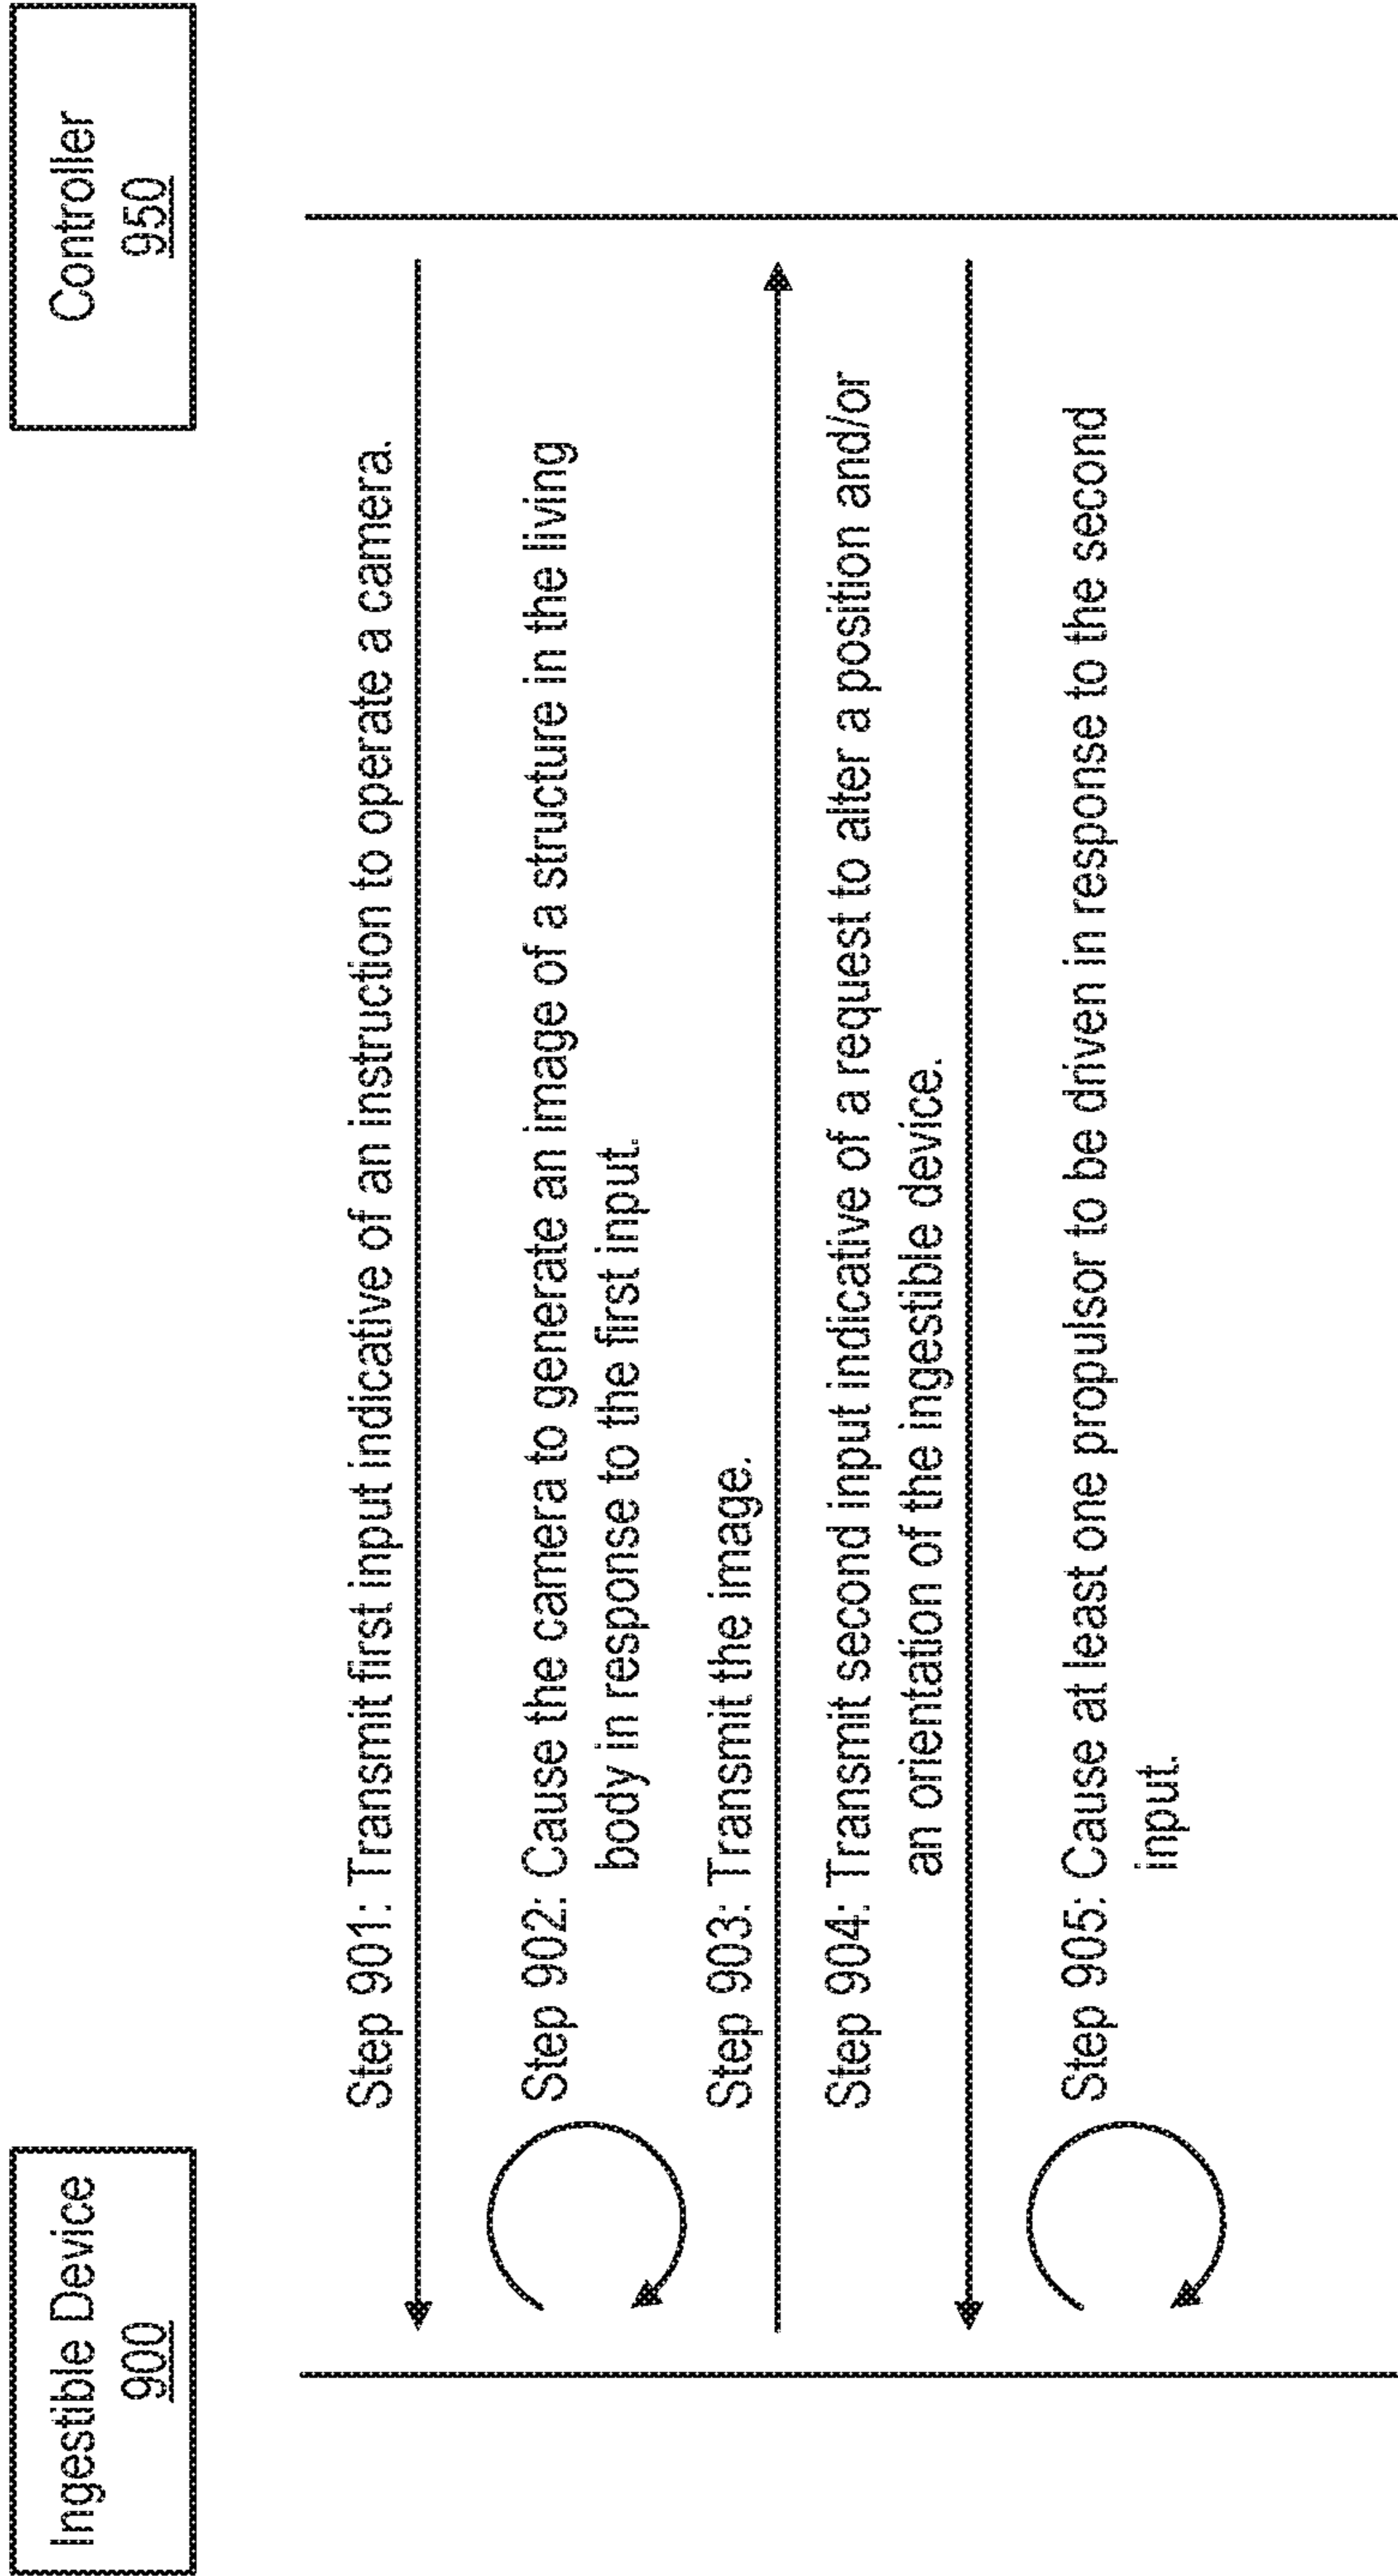 Ingestible Device
900
Controller
950
Step 901: Transmit first input indicative of an instruction to operate a camera.
Step 902: Cause the camera to generate an image of a structure in the living
body in response to the first input.
Step 903: Transmit the image.
Step 904: Transmit second input indicative of a request to alter a position and/or
an orientation of the ingestible device.
Step 905: Cause at least one propulsor to be driven in response to the second
input.